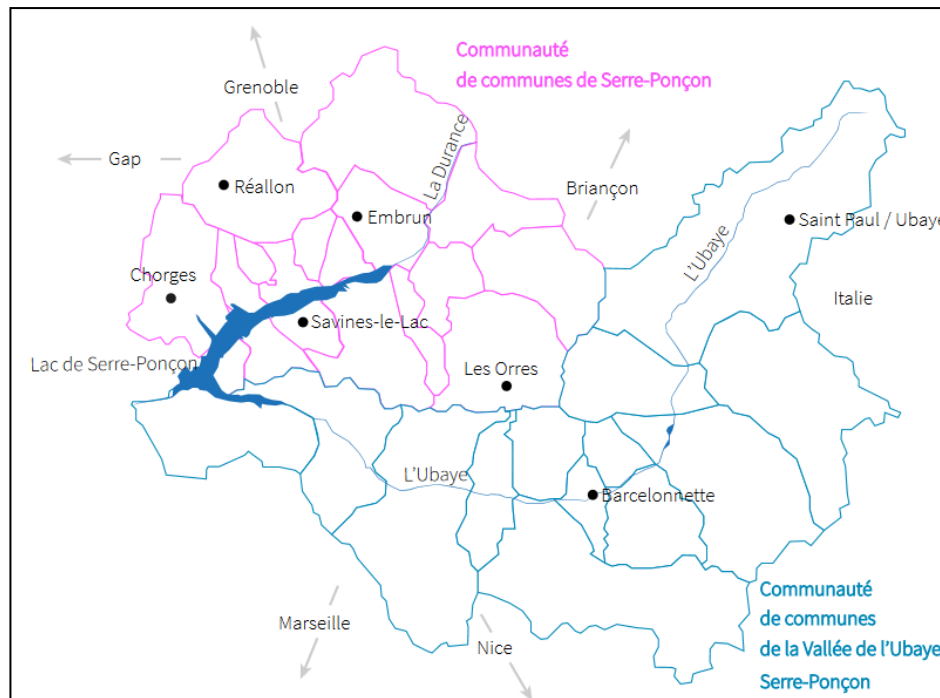 Communauté
de communes de Serre-Ponçon
Grenoble
Gap
La Durance
Briançon
Réallon
Embrun
L'Ubaye
Saint Paul / Ubaye
Chorges
Italie
Savines-le-Lac
Lac de Serre-Ponçon
Les Orres
L'Ubaye
Barcelonnette
Marseille
Nice
Communauté
de communes
de la Vallée de l'Ubaye
Serre-Ponçon